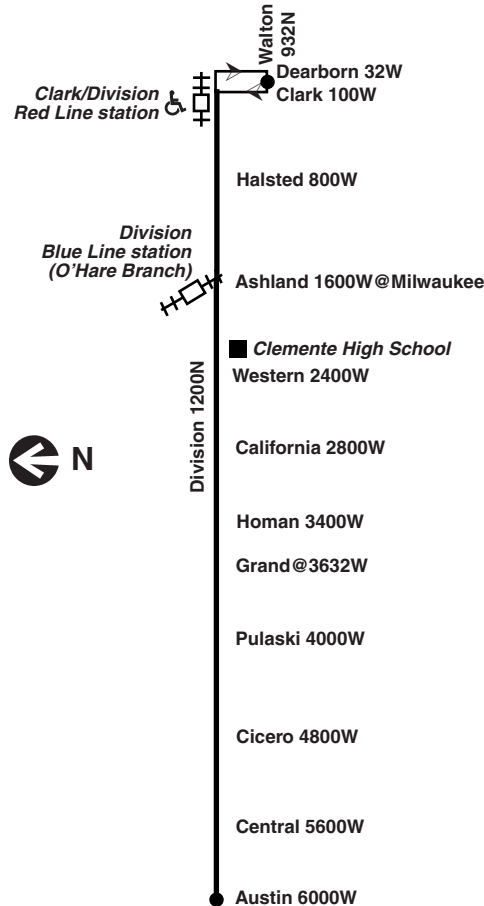 Walton
932N
Dearborn 32W
Clark 100W
Clark/Division
Red Line station
Halsted 800W
Division
Blue Line station
(O'Hare Branch)
Ashland 1600W@Milwaukee
Clemente High School
Western 2400W
Division 1200N
California 2800W
N
Homan 3400W
Grand@3632W
Pulaski 4000W
Cicero 4800W
Central 5600W
Austin 6000W